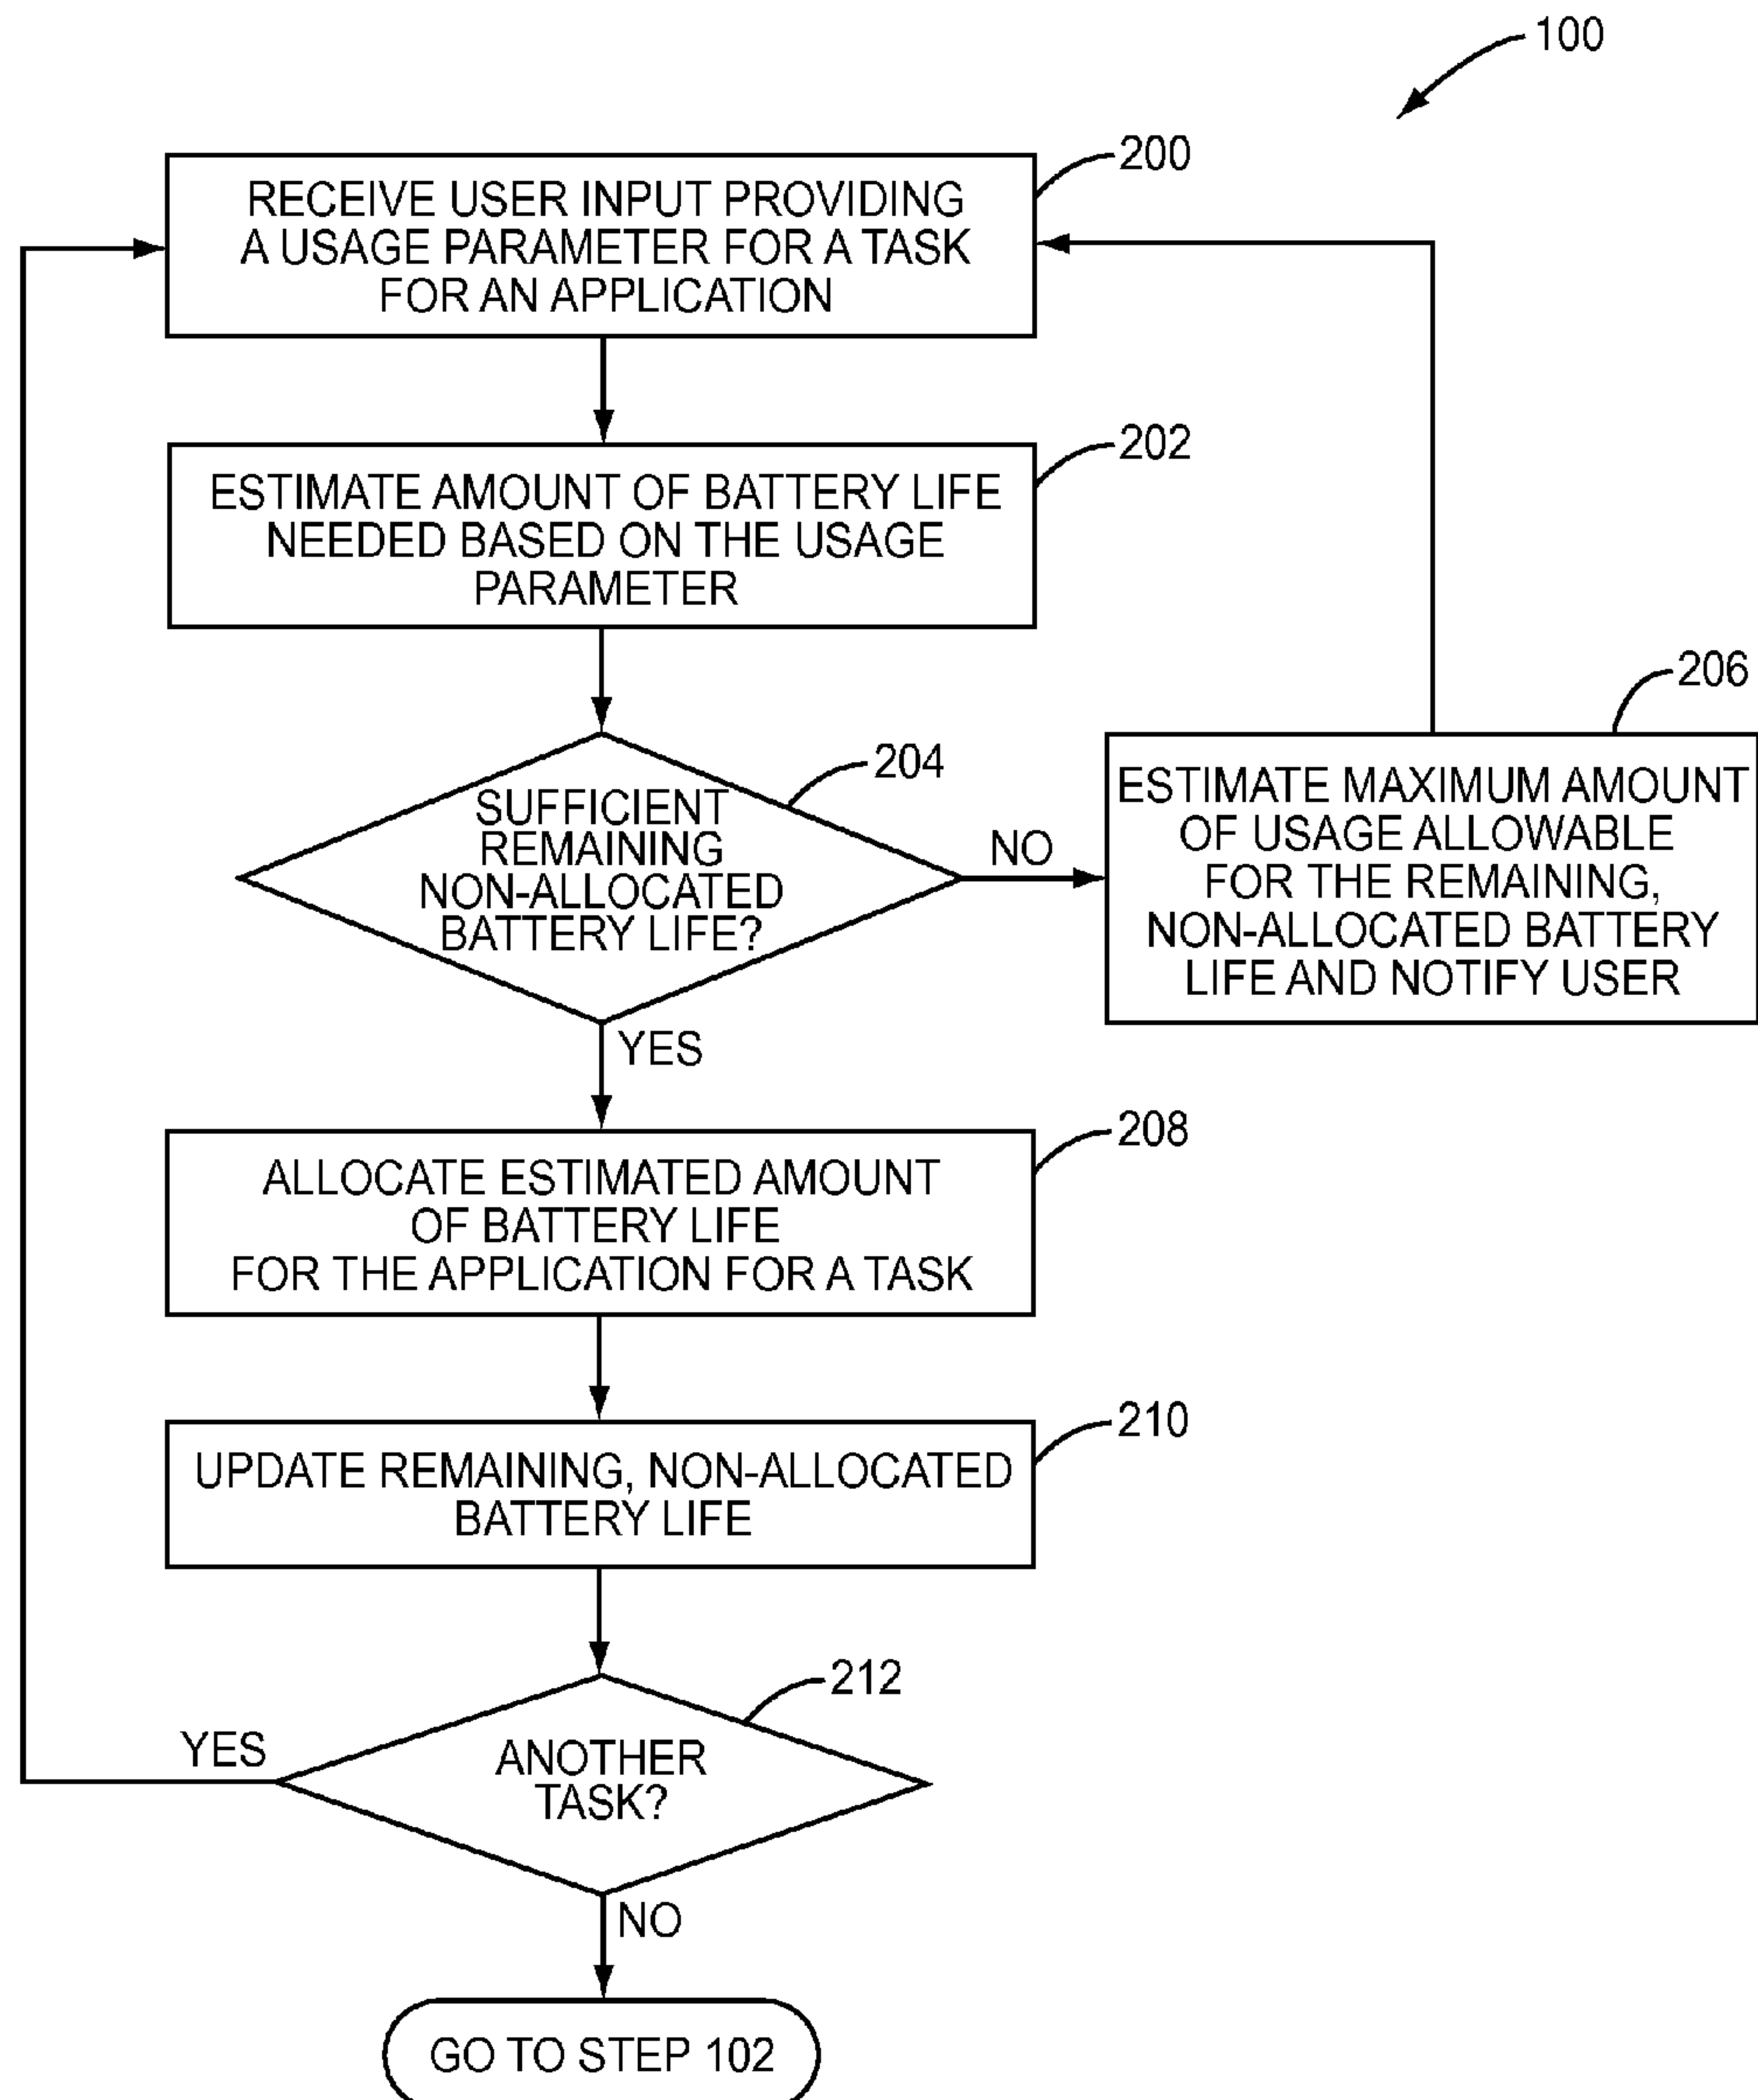 100
200
RECEIVE USER INPUT PROVIDING
A USAGE PARAMETER FOR A TASK
FOR AN APPLICATION
202
ESTIMATE AMOUNT OF BATTERY LIFE
NEEDED BASED ON THE USAGE
PARAMETER
204
SUFFICIENT
REMAINING
NON-ALLOCATED
BATTERY LIFE?
NO
206
ESTIMATE MAXIMUM AMOUNT
OF USAGE ALLOWABLE
FOR THE REMAINING,
NON-ALLOCATED BATTERY
LIFE AND NOTIFY USER
YES
208
ALLOCATE ESTIMATED AMOUNT
OF BATTERY LIFE
FOR THE APPLICATION FOR A TASK
210
UPDATE REMAINING, NON-ALLOCATED
BATTERY LIFE
212
YES
ANOTHER
TASK?
NO
GO TO STEP 102